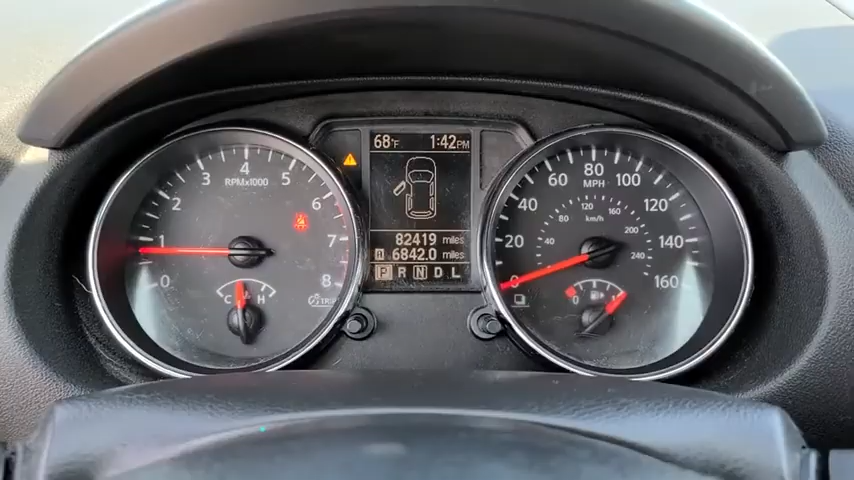 68°F 1:42PM
82419 miles
A 6842.0 miles
P R N D L
0 1 2 3 4 5 6 7 8
RPMx1000
C H
TRIP
0 20 40 60 80 100 120 140 160
MPH
40 80 120 160 200 240
km/h
0